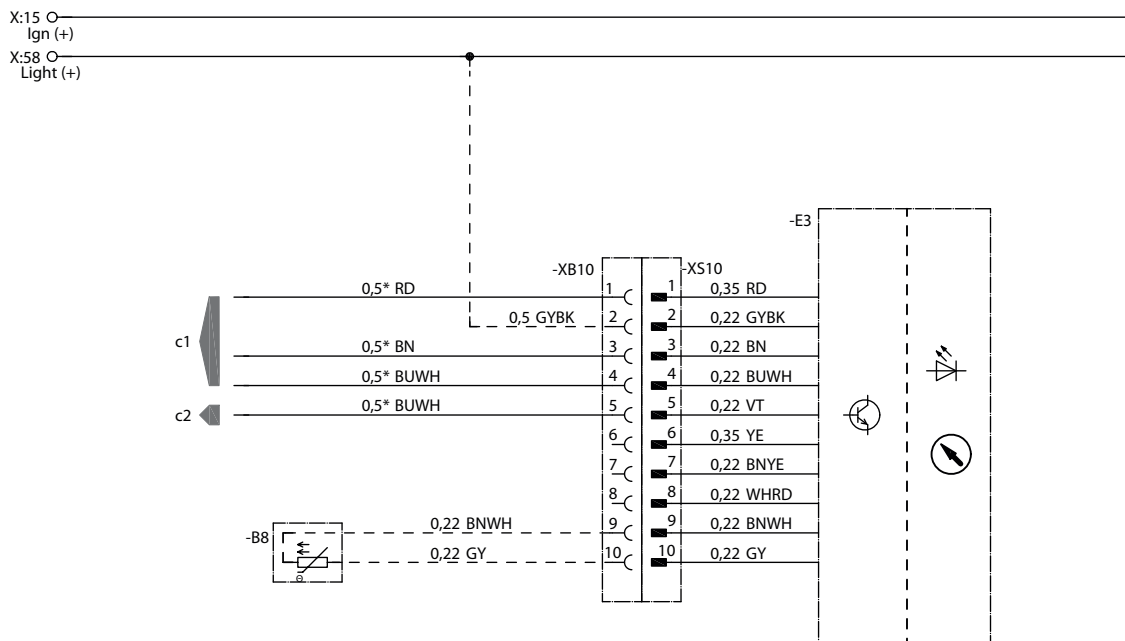 X:15
Ign (+)
X:58
Light (+)
-E3
-XB10 -XS10
0,5* RD 1 1 0,35 RD
0,5 GYBK 2 2 0,22 GYBK
c1
0,5* BN 3 3 0,22 BN
0,5* BUWH 4 4 0,22 BUWH
c2 0,5* BUWH 5 5 0,22 VT
6 6 0,35 YE
7 7 0,22 BNYE
8 8 0,22 WHRD
-B8 0,22 BNWH 9 9 0,22 BNWH
0,22 GY 10 10 0,22 GY
Θ